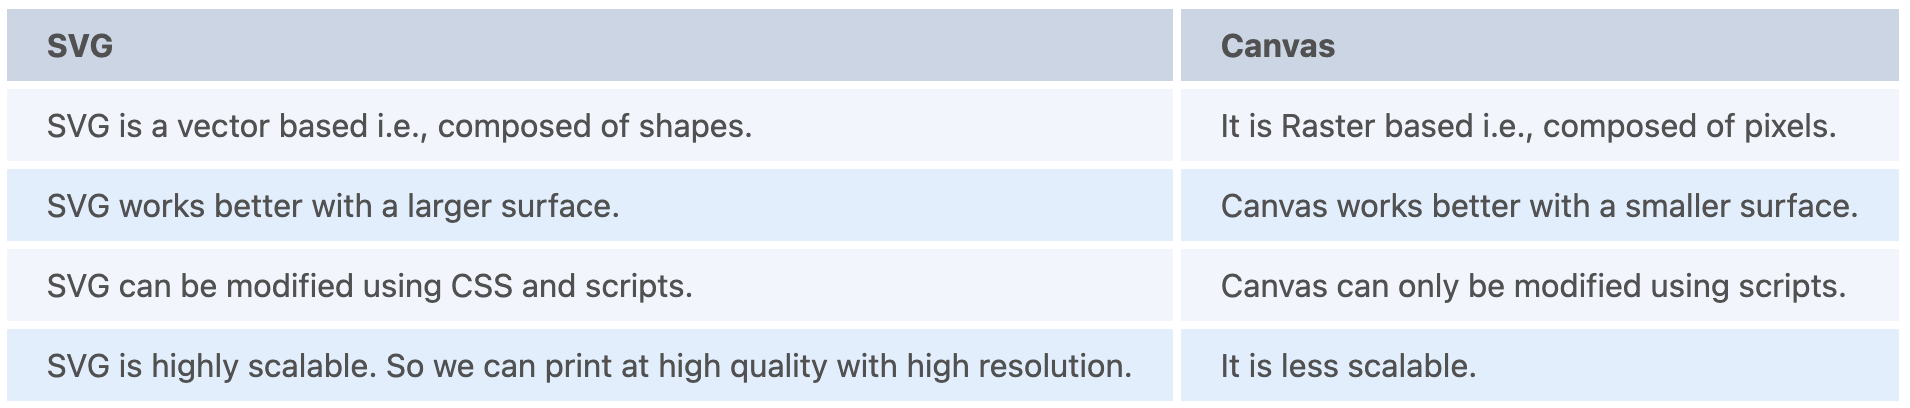 SVG
Canvas
SVG is a vector based i.e., composed of shapes.
It is Raster based i.e., composed of pixels.
SVG works better with a larger surface.
Canvas works better with a smaller surface.
SVG can be modified using CSS and scripts.
Canvas can only be modified using scripts.
SVG is highly scalable. So we can print at high quality with high resolution.
It is less scalable.